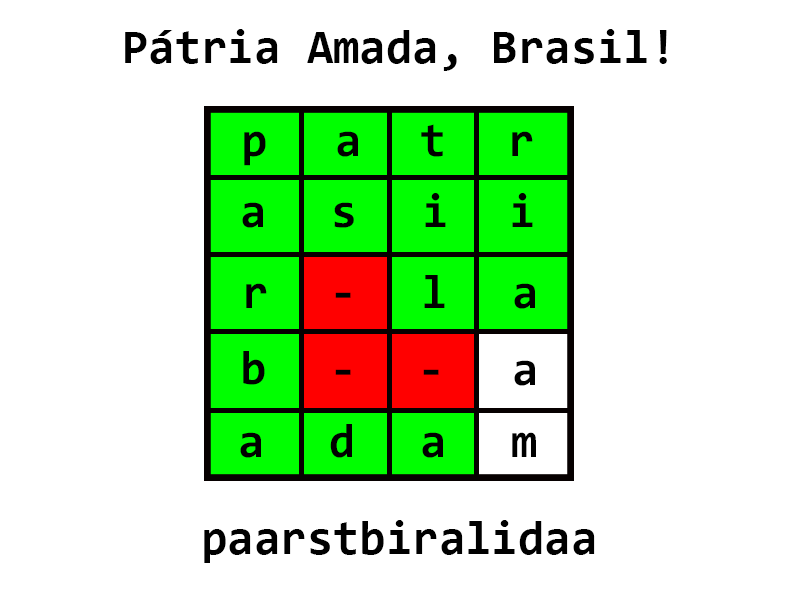 Pátria Amada, Brasil!
p a t r
a s i i
r - l a
b - - a
a d a m
paarstbiralidaa